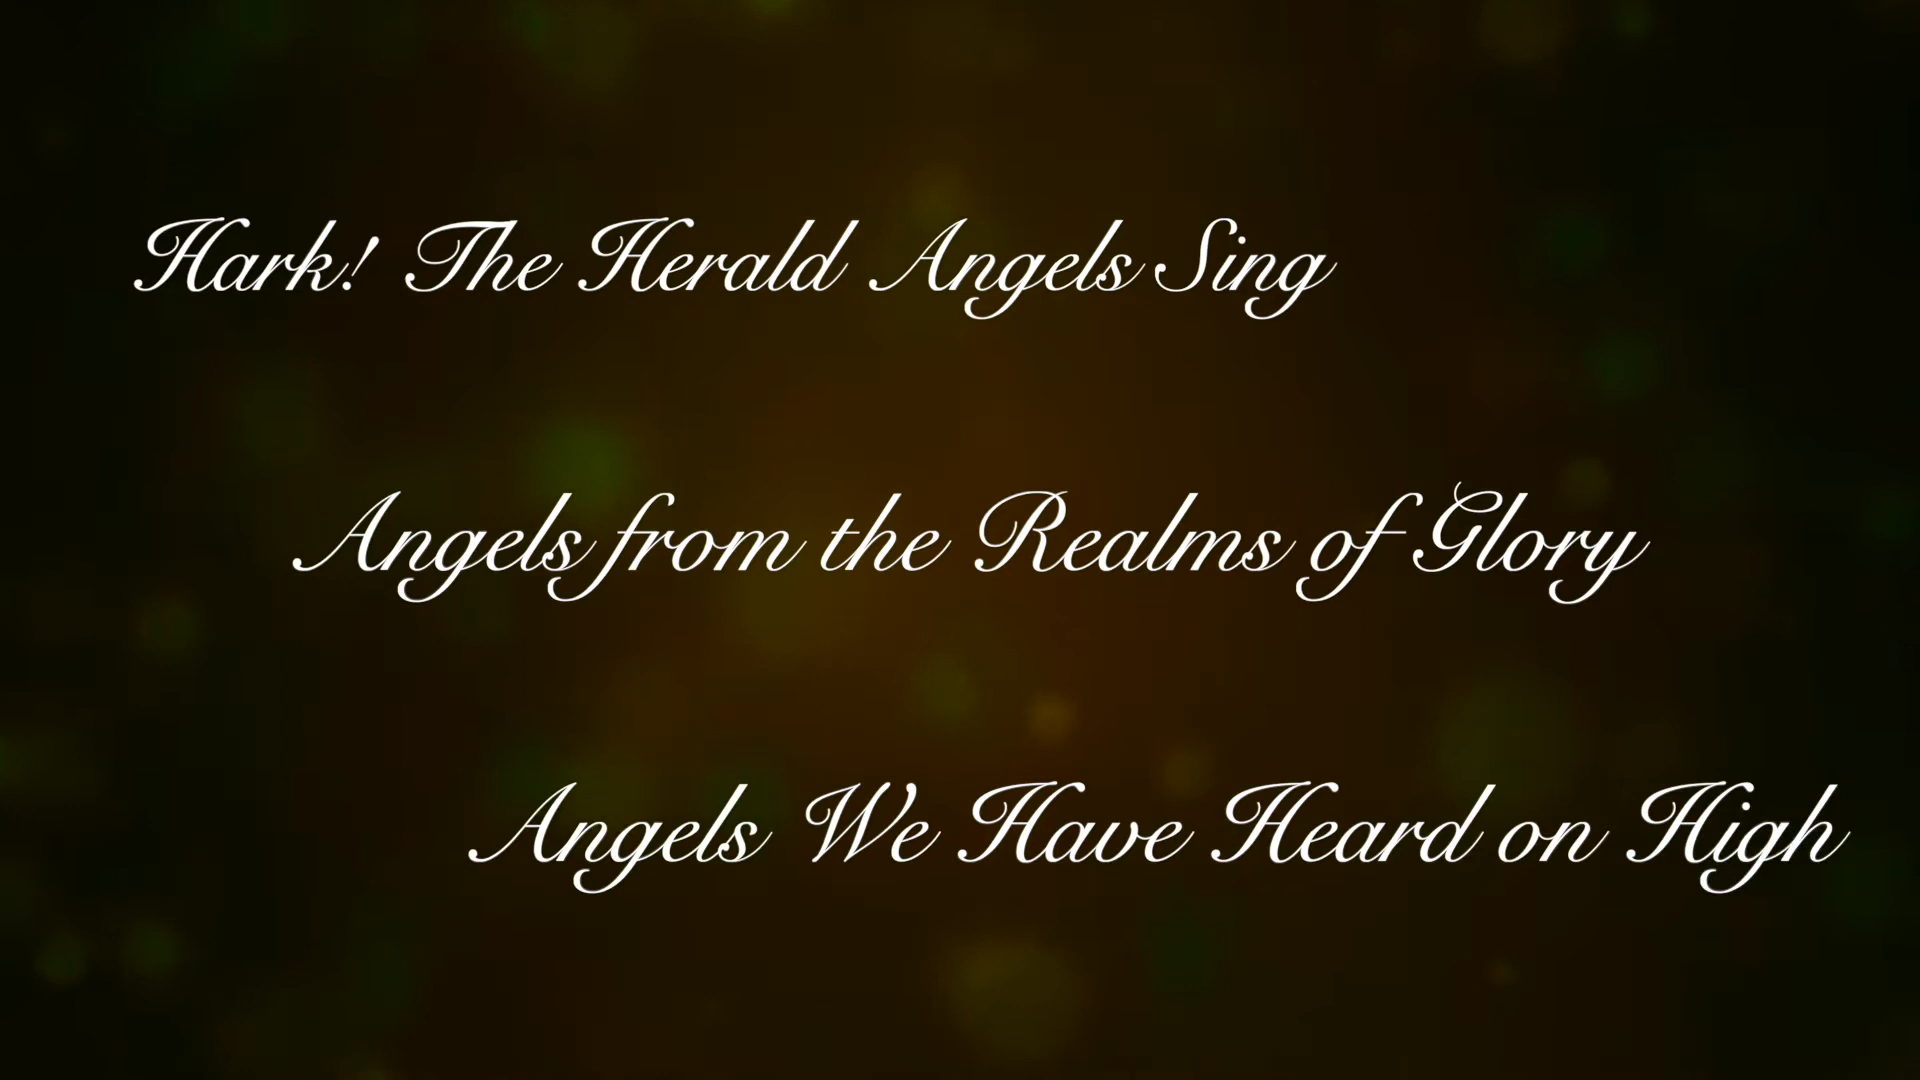 Hark! The Herald Angels Sing
Angels from the Realms of Glory
Angels We Have Heard on High